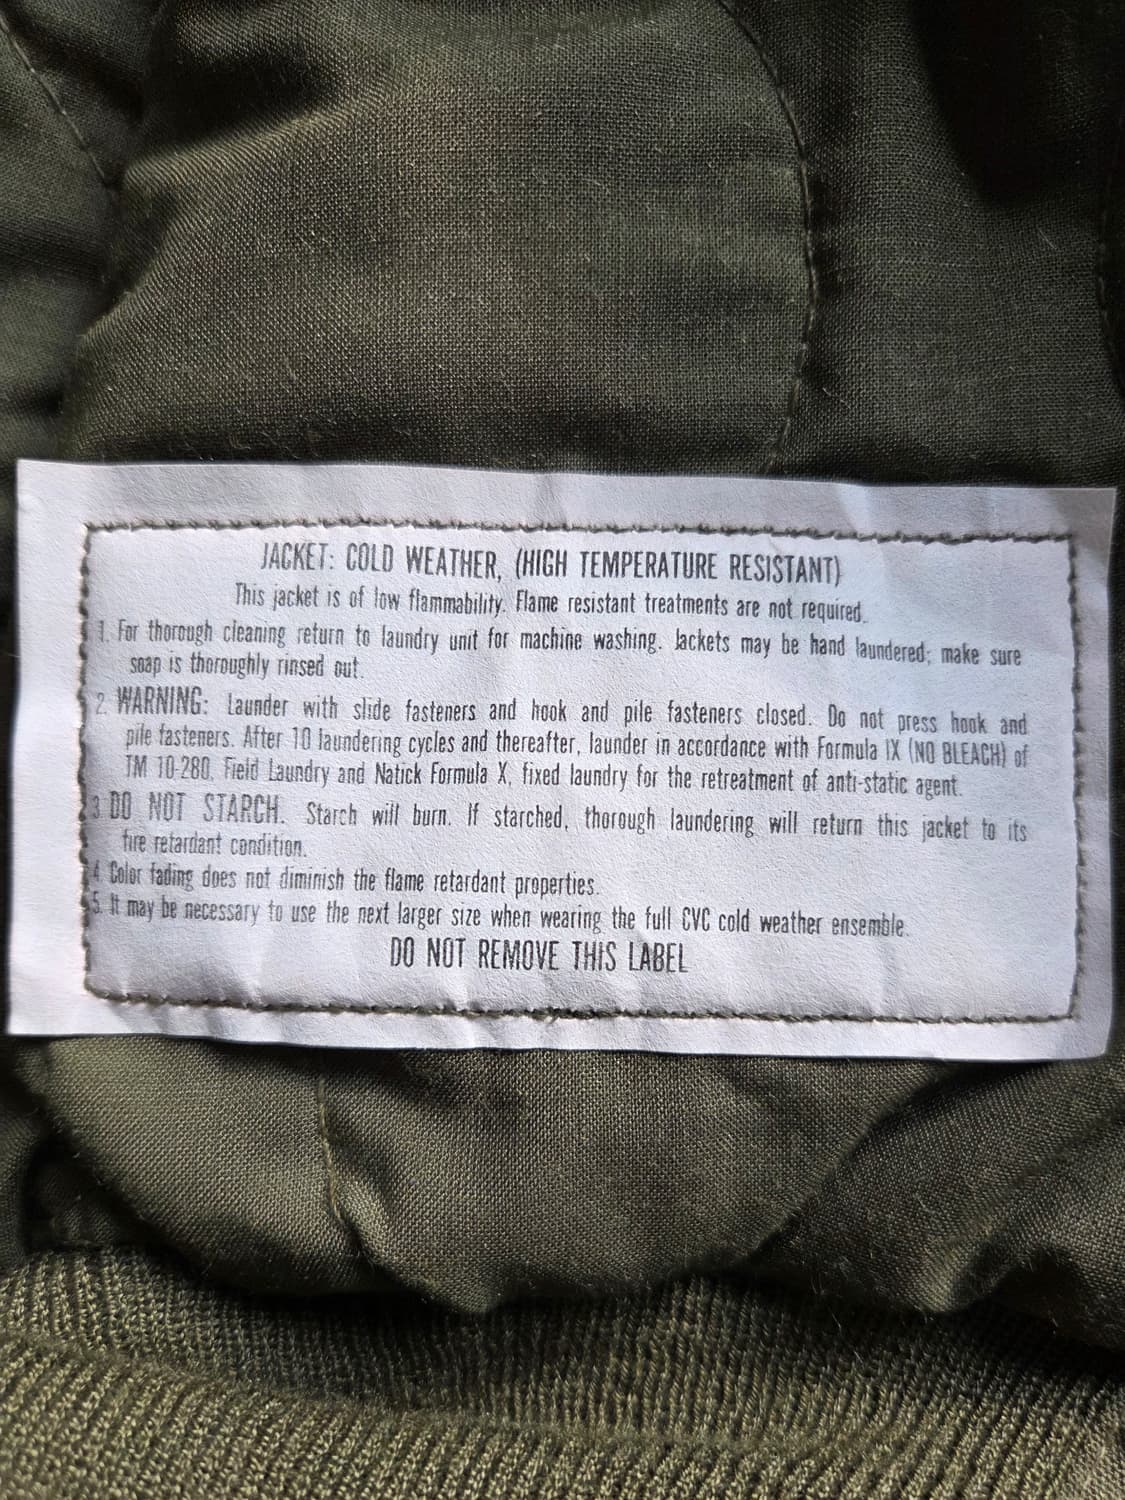 JACKET: COLD WEATHER, (HIGH TEMPERATURE RESISTANT)
This jacket is of low flammability. Flame resistant treatments are not required.
1. For thorough cleaning return to laundry unit for machine washing. Jackets may be hand laundered; make sure
soap is thoroughly rinsed out.
2. WARNING: Launder with slide fasteners and hook and pile fasteners closed. Do not press hook and
pile fasteners. After 10 laundering cycles and thereafter, launder in accordance with Formula IX (NO BLEACH) of
TM 10-280, Field Laundry and Natick Formula X, fixed laundry for the retreatment of anti-static agent.
3 DO NOT STARCH. Starch will burn. If starched, thorough laundering will return this jacket to its
fire retardant condition.
4. Color fading does not diminish the flame retardant properties.
5. It may be necessary to use the next larger size when wearing the full CVC cold weather ensemble.
DO NOT REMOVE THIS LABEL